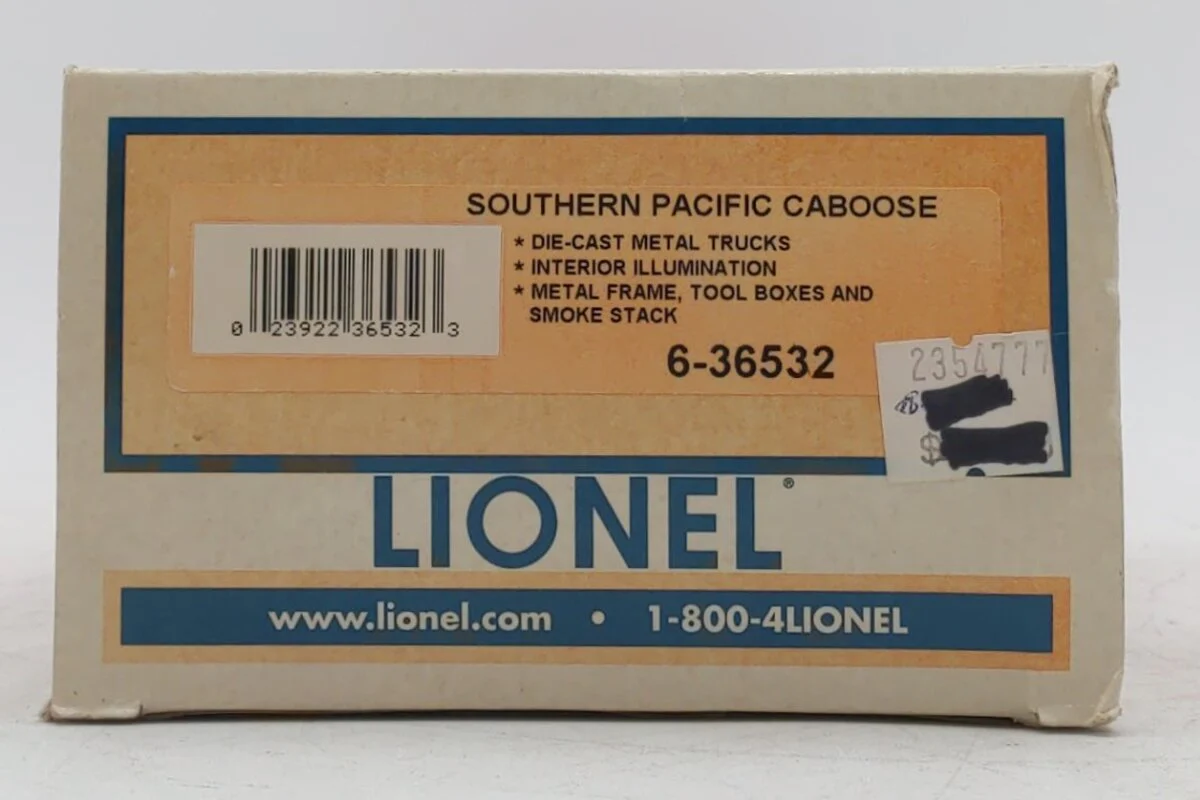 SOUTHERN PACIFIC CABOOSE
* DIE-CAST METAL TRUCKS
* INTERIOR ILLUMINATION
* METAL FRAME, TOOL BOXES AND
SMOKE STACK
0 23922 36532 3
6-36532
2354777
$
LIONEL®
www.lionel.com • 1-800-4LIONEL